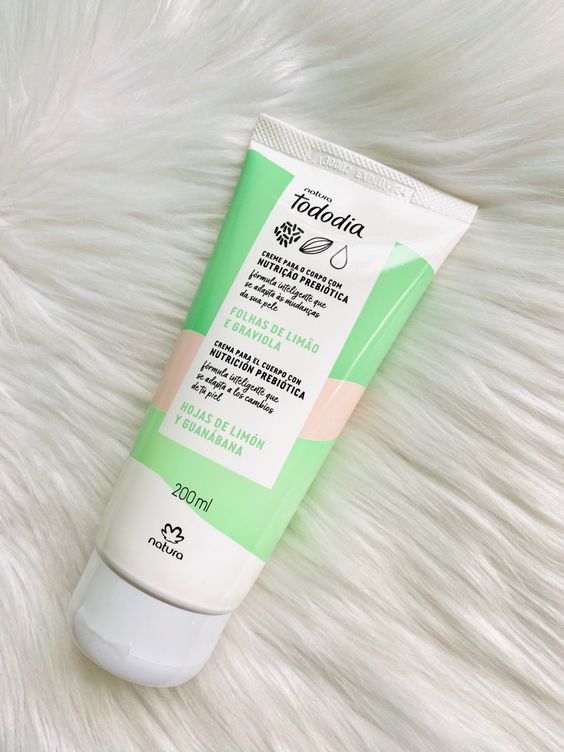 natura
tododia
CREME PARA O CORPO COM
NUTRIÇÃO PREBIÓTICA
fórmula inteligente que
se adapta às mudanças
da sua pele
FOLHAS DE LIMÃO
E GRAVIOLA
CREMA PARA EL CUERPO CON
NUTRICIÓN PREBIÓTICA
fórmula inteligente que
se adapta a los cambios
de tu piel
HOJAS DE LIMÓN
Y GUANÁBANA
200 ml
natura